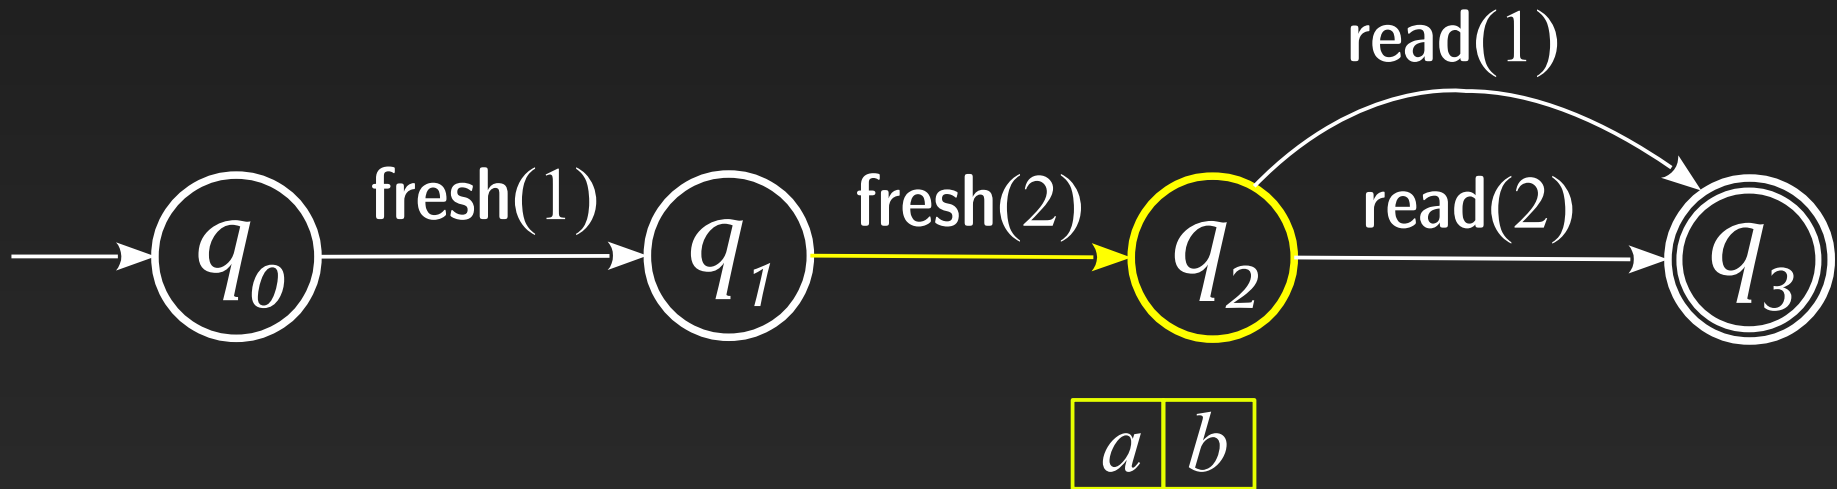 read(1)
fresh(1) fresh(2) read(2)
q0 q1 q2 q3
a b